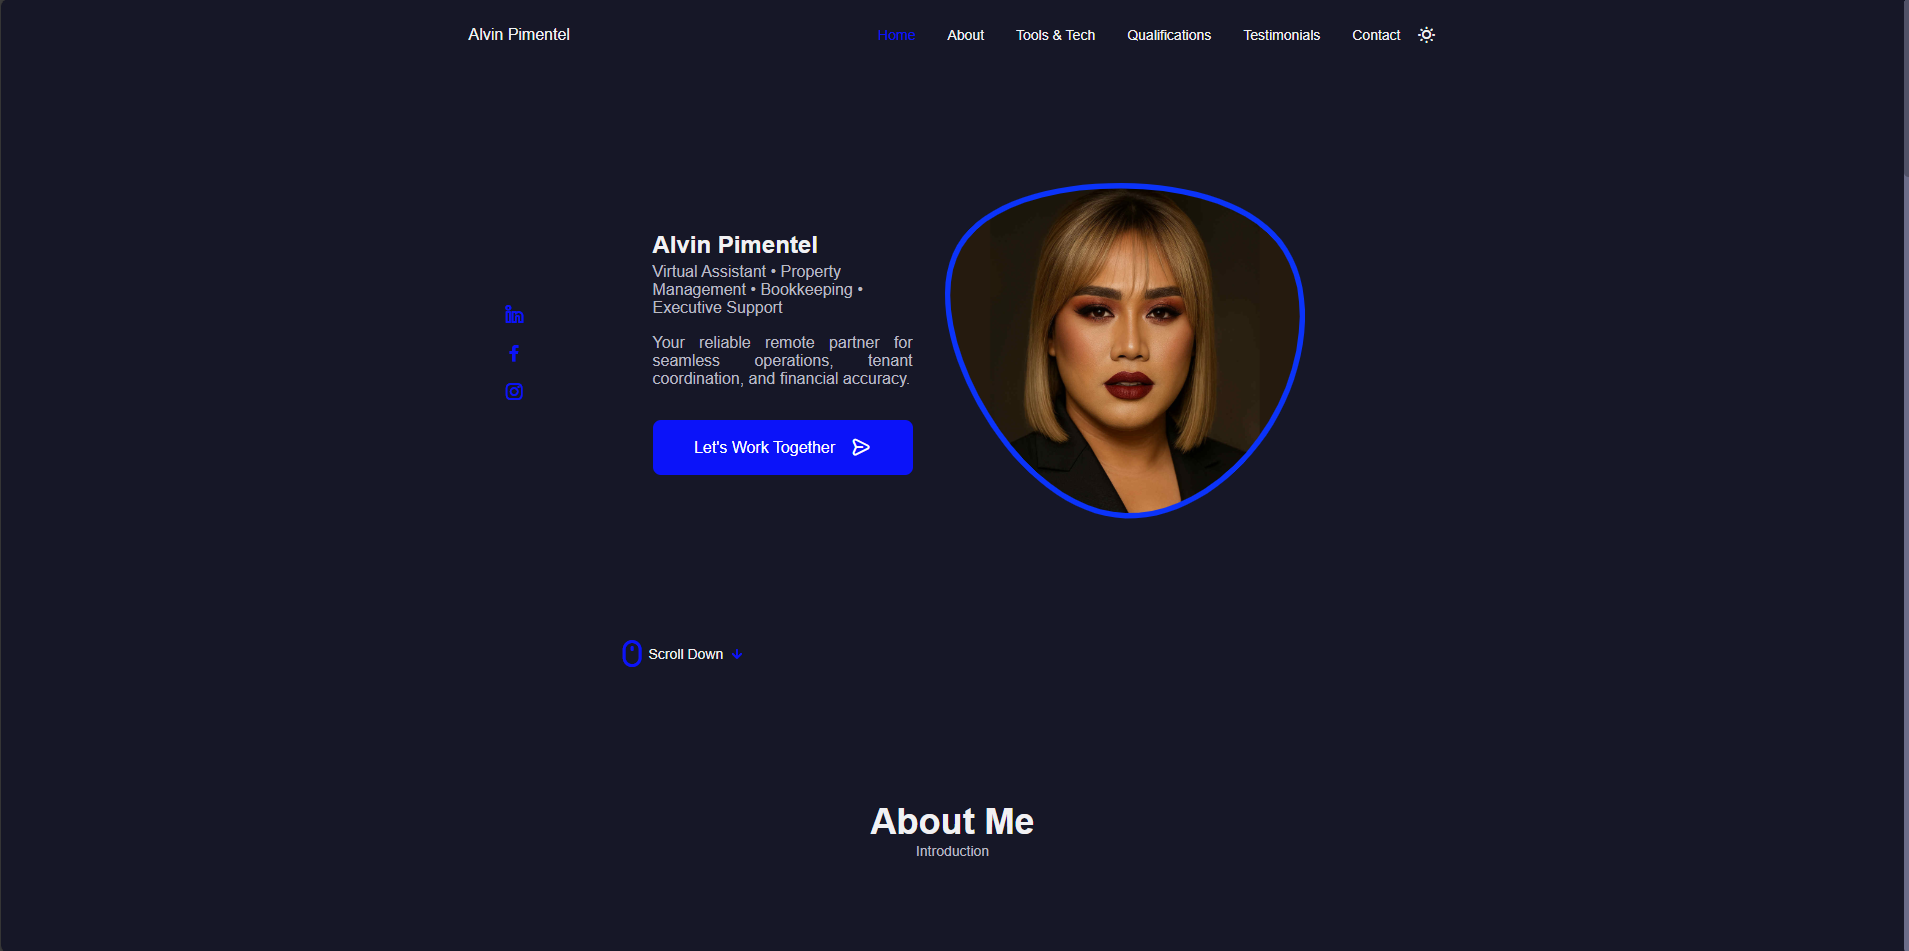 Alvin Pimentel
Home About Tools & Tech Qualifications Testimonials Contact
Alvin Pimentel
Virtual Assistant • Property
Management • Bookkeeping •
Executive Support
Your reliable remote partner for
seamless operations, tenant
coordination, and financial accuracy.
Let's Work Together
Scroll Down
About Me
Introduction